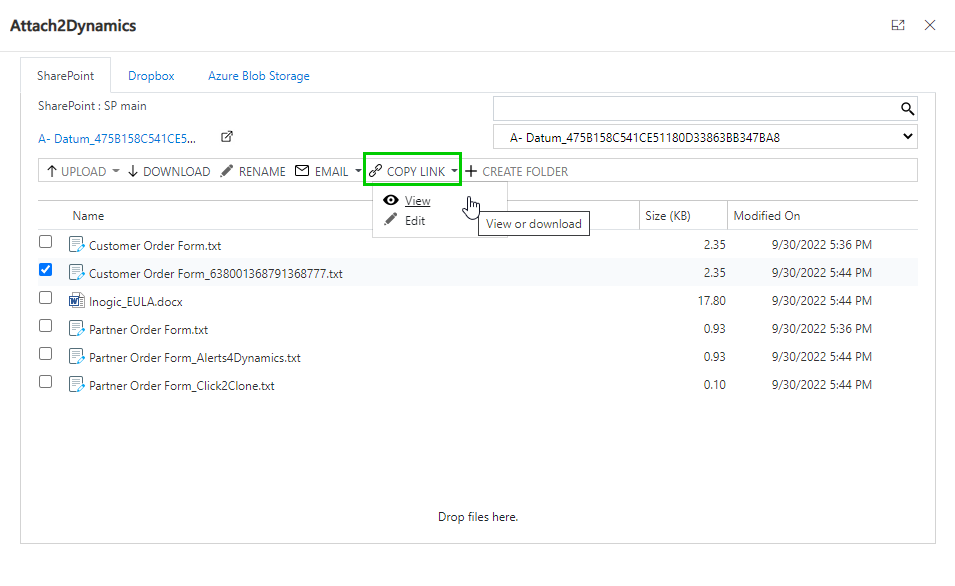 Attach2Dynamics
SharePoint Dropbox Azure Blob Storage
SharePoint : SP main
A- Datum_475B158C541CE5... A- Datum_475B158C541CE51180D33863BB347BA8
UPLOAD DOWNLOAD RENAME EMAIL COPY LINK CREATE FOLDER
View
Edit
View or download
Name Size (KB) Modified On
Customer Order Form.txt 2.35 9/30/2022 5:36 PM
Customer Order Form_638001368791368777.txt 2.35 9/30/2022 5:44 PM
Inogic_EULA.docx 17.80 9/30/2022 5:44 PM
Partner Order Form.txt 0.93 9/30/2022 5:36 PM
Partner Order Form_Alerts4Dynamics.txt 0.93 9/30/2022 5:44 PM
Partner Order Form_Click2Clone.txt 0.10 9/30/2022 5:44 PM
Drop files here.